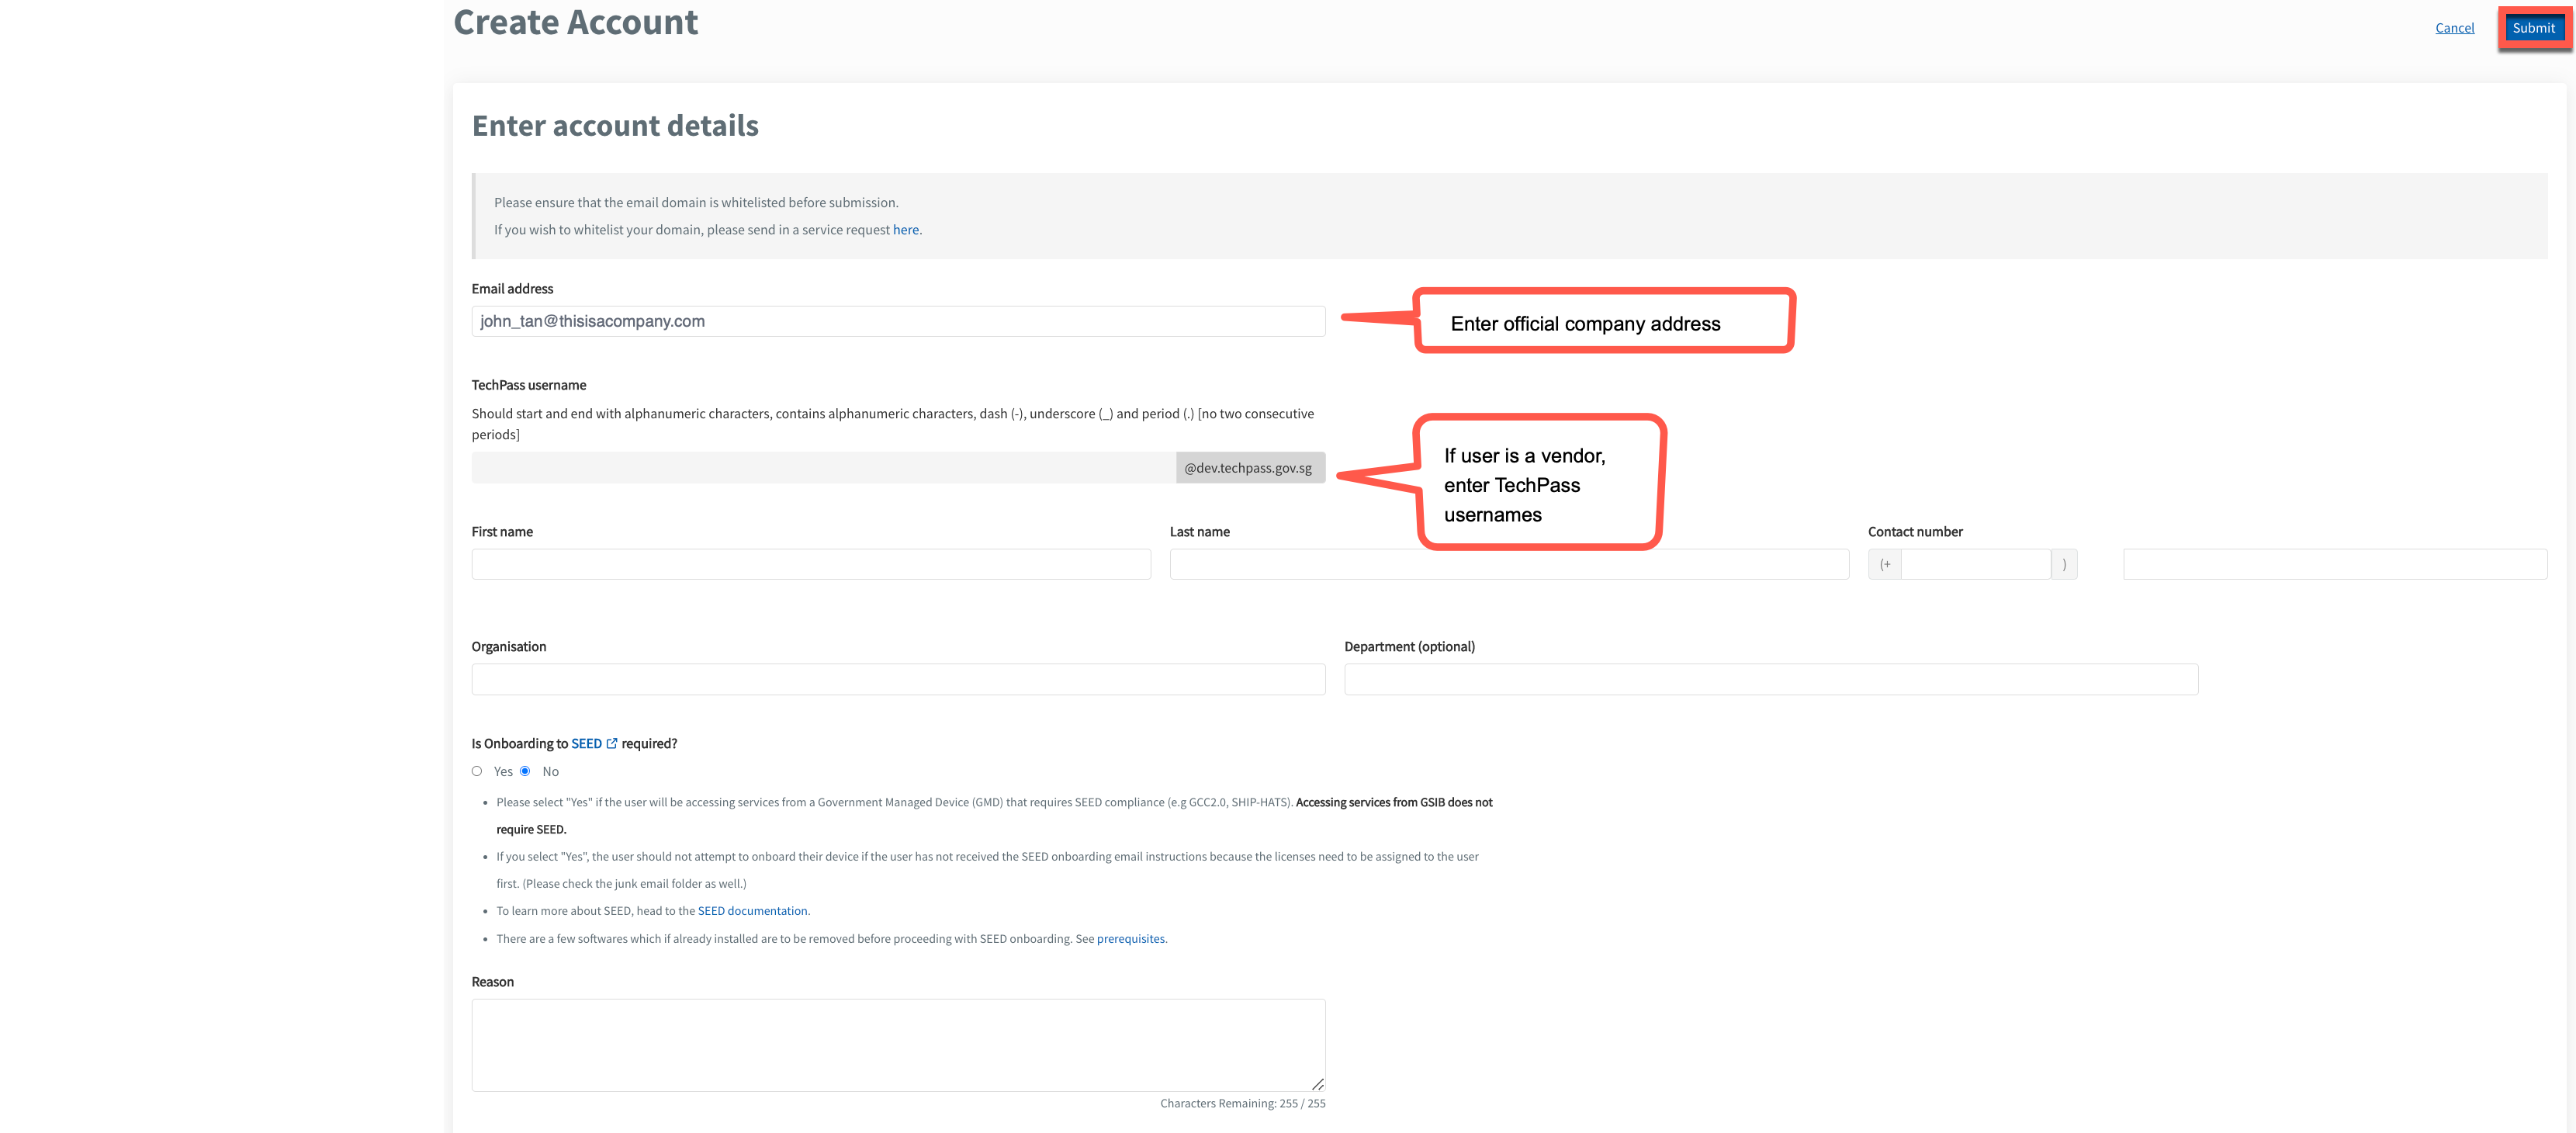 Create Account
Cancel
Submit
Enter account details
Please ensure that the email domain is whitelisted before submission.
If you wish to whitelist your domain, please send in a service request here.
Email address
john_tan@thisisacompany.com
Enter official company address
TechPass username
Should start and end with alphanumeric characters, contains alphanumeric characters, dash (-), underscore (_) and period (.) [no two consecutive
periods]
@dev.techpass.gov.sg
If user is a vendor,
enter TechPass
usernames
First name
Last name
Contact number
(+
)
Organisation
Department (optional)
Is Onboarding to SEED required?
Yes No
• Please select "Yes" if the user will be accessing services from a Government Managed Device (GMD) that requires SEED compliance (e.g GCC2.0, SHIP-HATS). Accessing services from GSIB does not
require SEED.
• If you select "Yes", the user should not attempt to onboard their device if the user has not received the SEED onboarding email instructions because the licenses need to be assigned to the user
first. (Please check the junk email folder as well.)
• To learn more about SEED, head to the SEED documentation.
• There are a few softwares which if already installed are to be removed before proceeding with SEED onboarding. See prerequisites.
Reason
Characters Remaining: 255 / 255